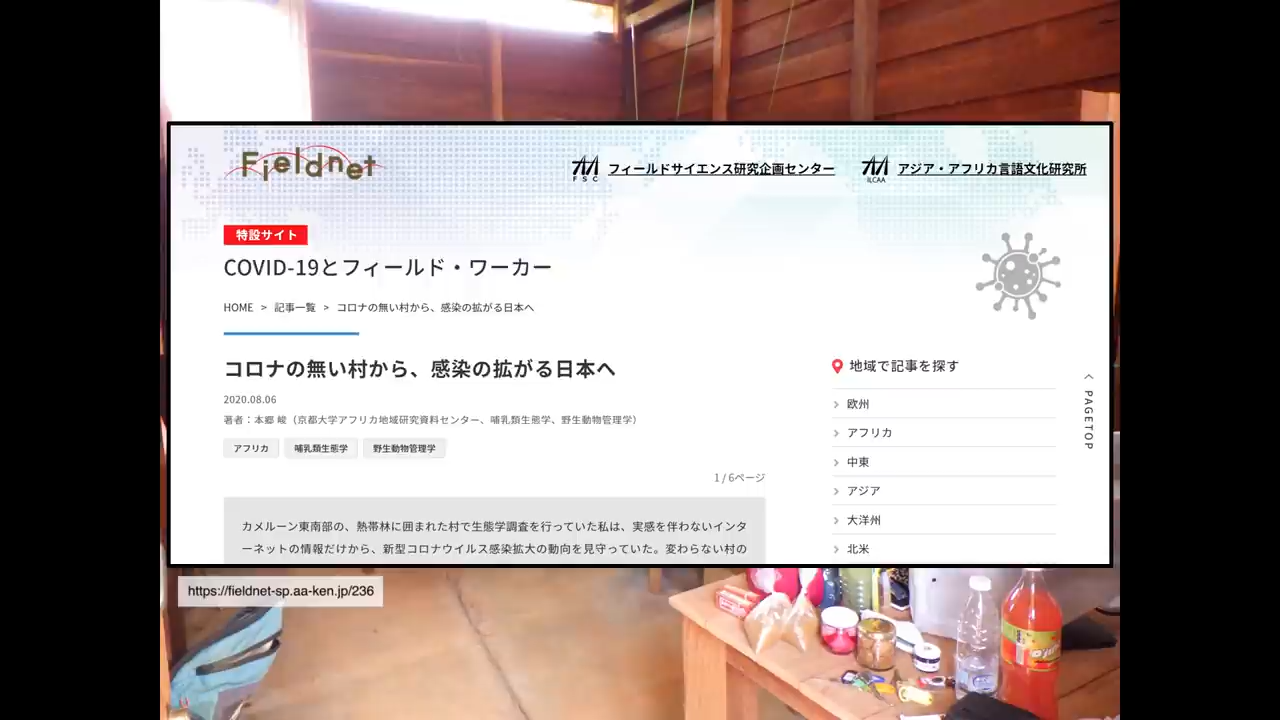 Fieldnet
FSC フィールドサイエンス研究企画センター
ILCAA アジア・アフリカ言語文化研究所
特設サイト
COVID-19とフィールド・ワーカー
HOME > 記事一覧 > コロナの無い村から、感染の拡がる日本へ
コロナの無い村から、感染の拡がる日本へ
2020.08.06
著者：本郷 峻（京都大学アフリカ地域研究資料センター、哺乳類生態学、野生動物管理学）
アフリカ 哺乳類生態学 野生動物管理学
1 / 6ページ
カメルーン東南部の、熱帯林に囲まれた村で生態学調査を行っていた私は、実感を伴わないインタ
ーネットの情報だけから、新型コロナウイルス感染拡大の動向を見守っていた。変わらない村の
地域で記事を探す
欧州
アフリカ
中東
アジア
大洋州
北米
PAGETOP
https://fieldnet-sp.aa-ken.jp/236